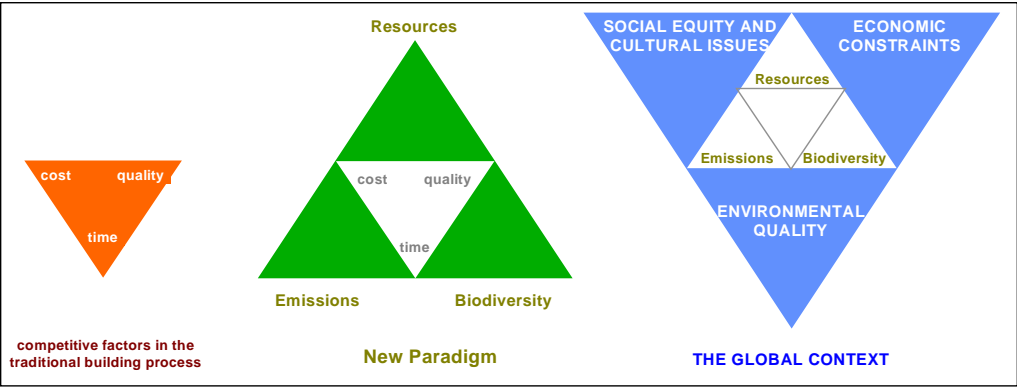 cost quality
time
competitive factors in the
traditional building process
Resources
cost quality
time
Emissions Biodiversity
New Paradigm
SOCIAL EQUITY AND
CULTURAL ISSUES
ECONOMIC
CONSTRAINTS
Resources
Emissions Biodiversity
ENVIRONMENTAL
QUALITY
THE GLOBAL CONTEXT